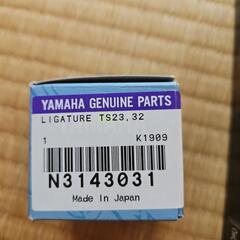 YAMAHA GENUINE PARTS
LIGATURE TS23,32
1 K1909
N3143031
Made In Japan